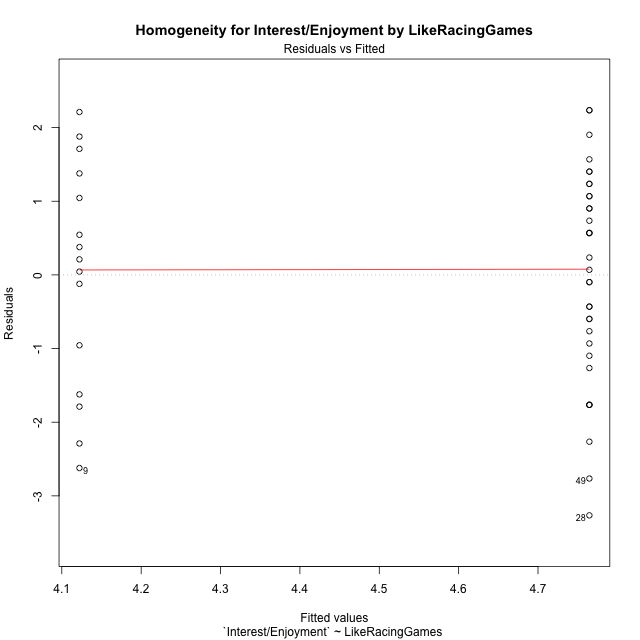 Homogeneity for Interest/Enjoyment by LikeRacingGames
Residuals vs Fitted
Residuals
2
1
0
-1
-2
-3
9
49
28
4.1 4.2 4.3 4.4 4.5 4.6 4.7
Fitted values
`Interest/Enjoyment` ~ LikeRacingGames